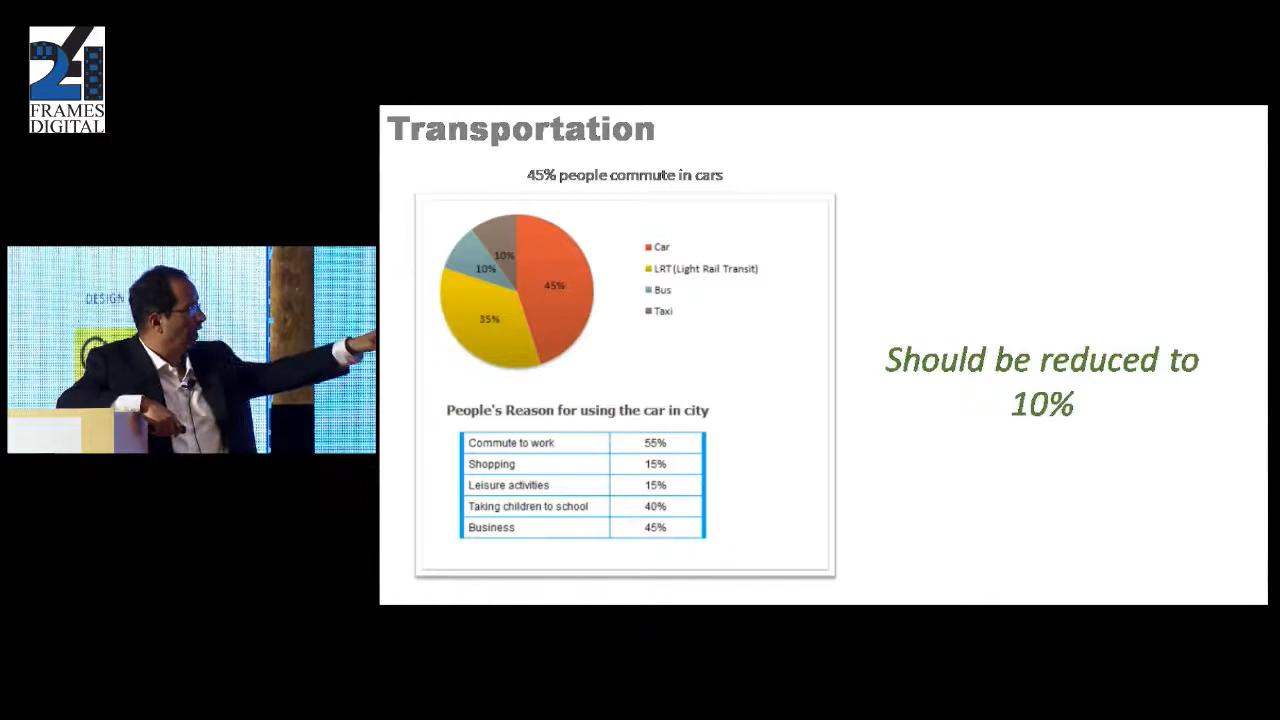 24
FRAMES
DIGITAL
Transportation
45% people commute in cars
10%
10%
45%
35%
Car
LRT(Light Rail Transit)
Bus
Taxi
People's Reason for using the car in city
Commute to work 55%
Shopping 15%
Leisure activities 15%
Taking children to school 40%
Business 45%
Should be reduced to
10%
DESIGN